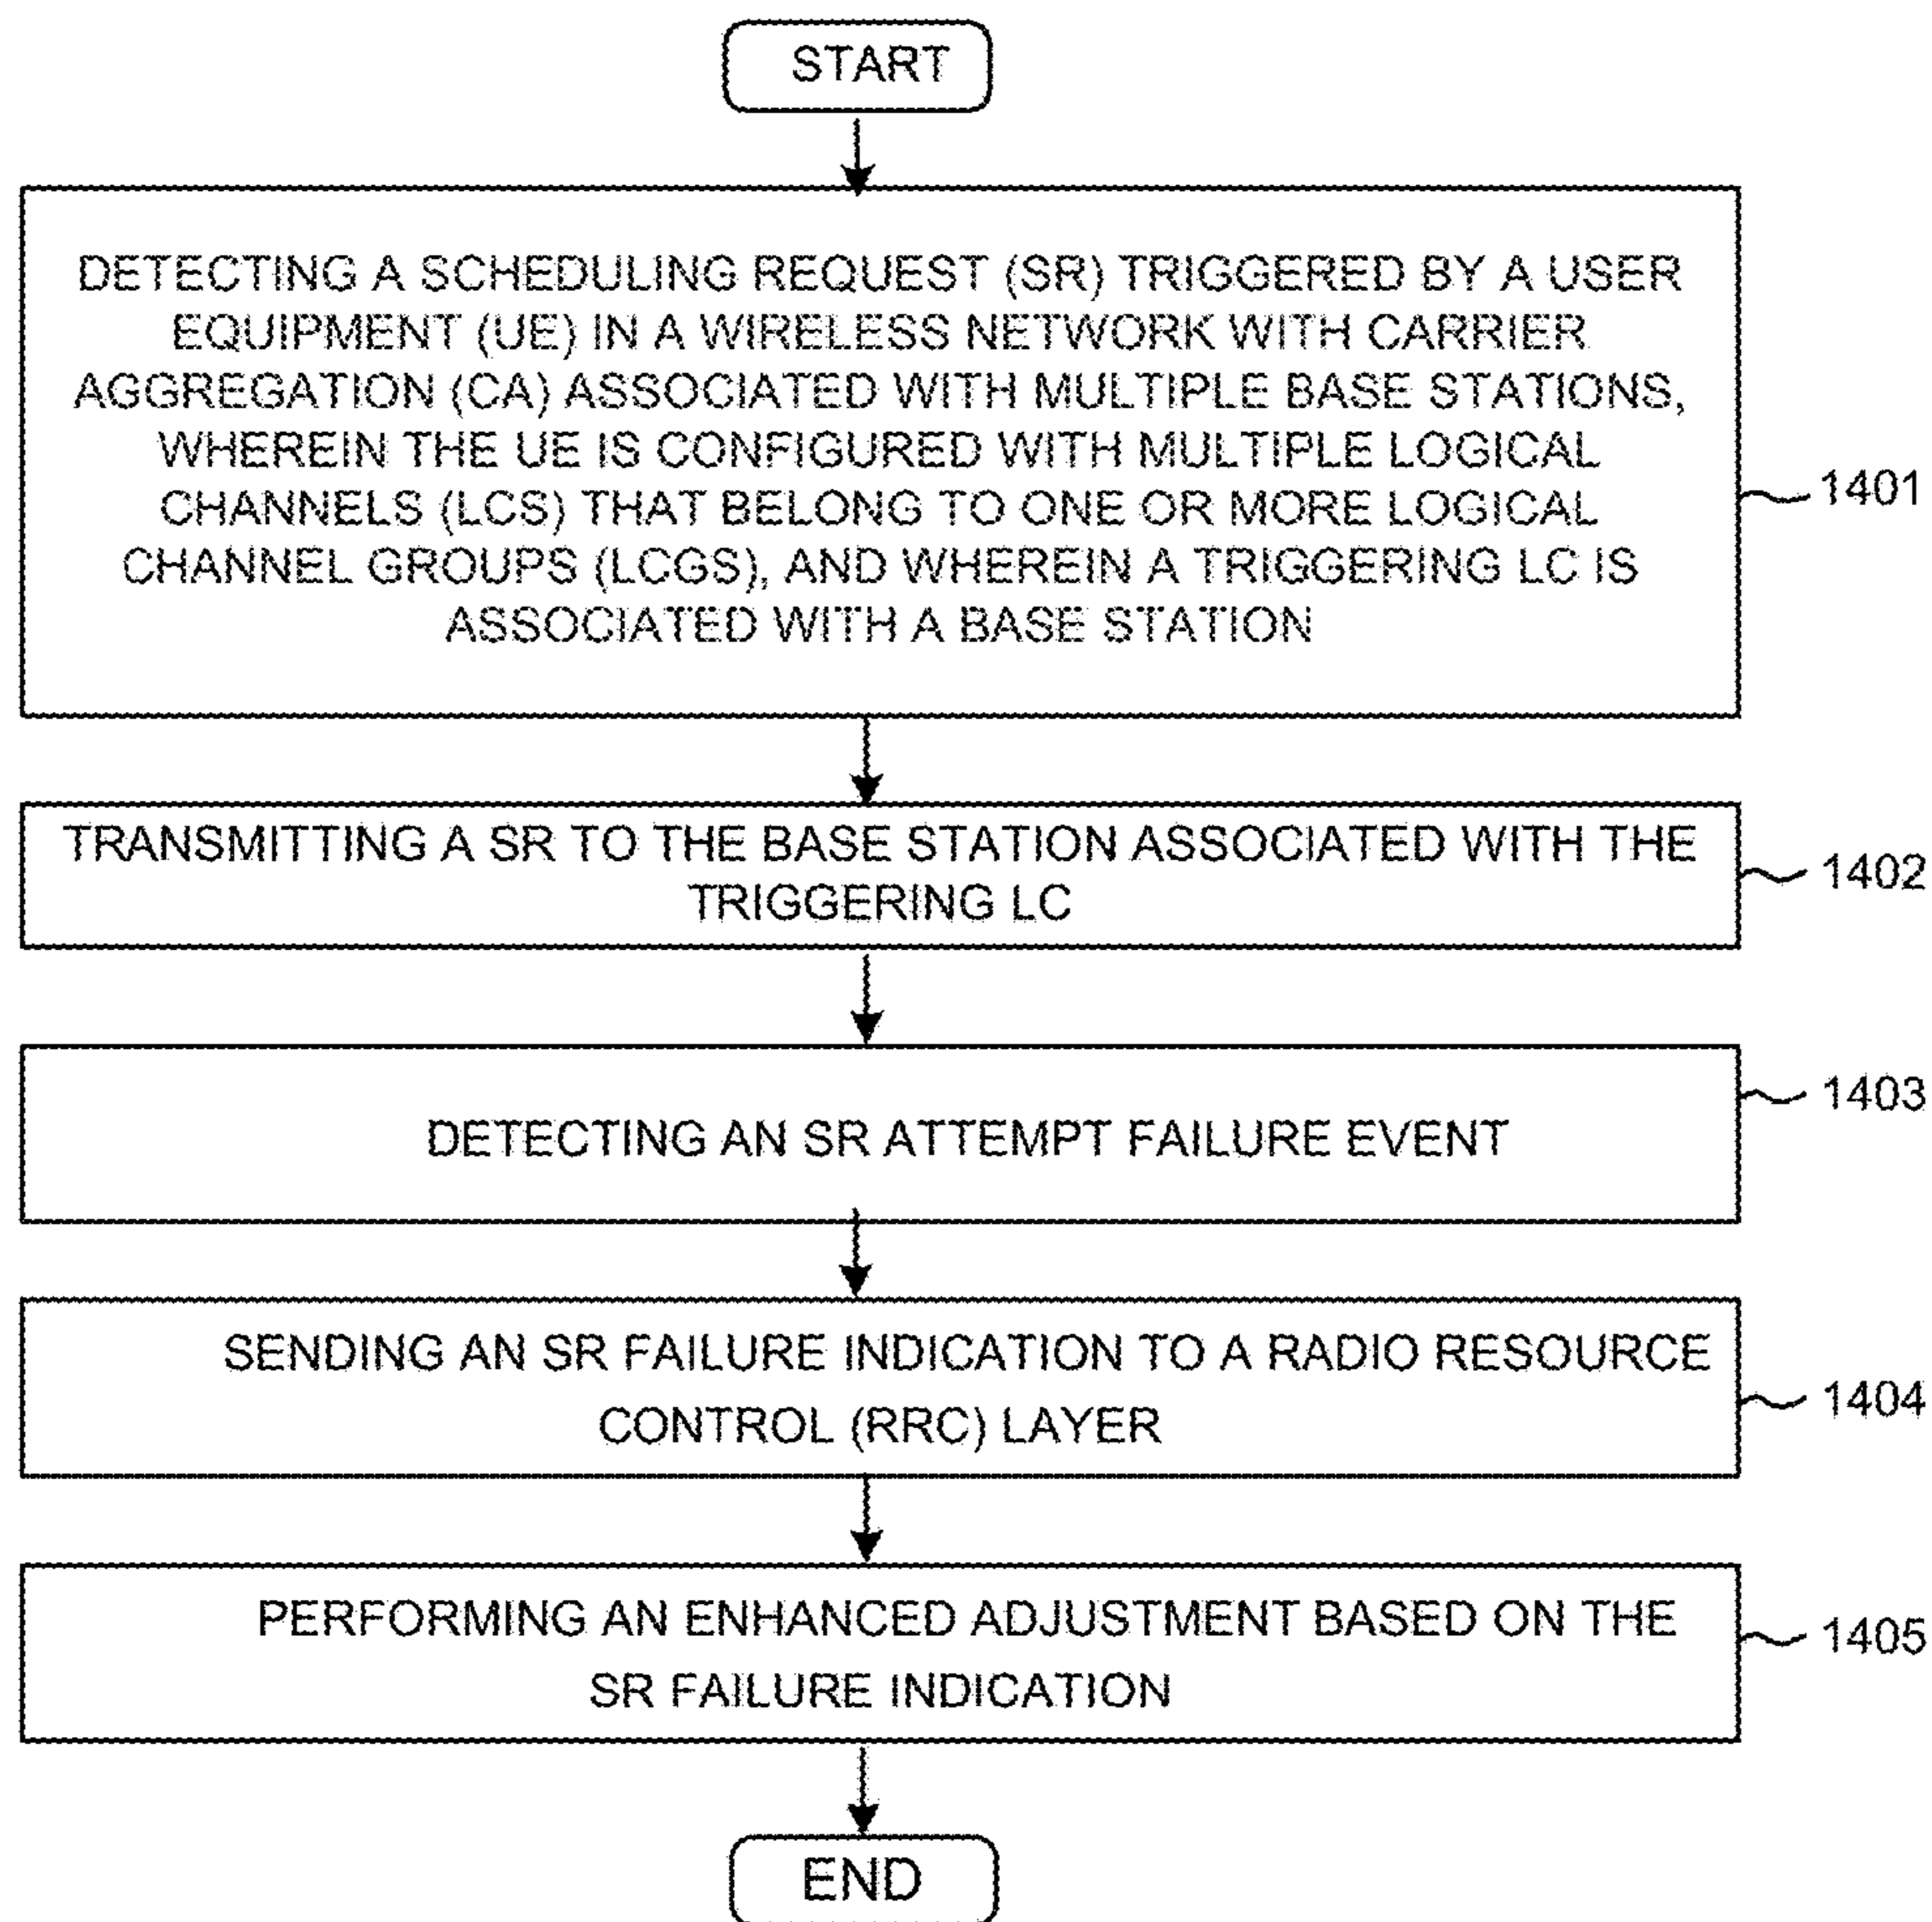 START
DETECTING A SCHEDULING REQUEST (SR) TRIGGERED BY A USER
EQUIPMENT (UE) IN A WIRELESS NETWORK WITH CARRIER
AGGREGATION (CA) ASSOCIATED WITH MULTIPLE BASE STATIONS,
WHEREIN THE UE IS CONFIGURED WITH MULTIPLE LOGICAL
CHANNELS (LCS) THAT BELONG TO ONE OR MORE LOGICAL
CHANNEL GROUPS (LCGS), AND WHEREIN A TRIGGERING LC IS
ASSOCIATED WITH A BASE STATION
1401
TRANSMITTING A SR TO THE BASE STATION ASSOCIATED WITH THE
TRIGGERING LC
1402
DETECTING AN SR ATTEMPT FAILURE EVENT
1403
SENDING AN SR FAILURE INDICATION TO A RADIO RESOURCE
CONTROL (RRC) LAYER
1404
PERFORMING AN ENHANCED ADJUSTMENT BASED ON THE
SR FAILURE INDICATION
1405
END